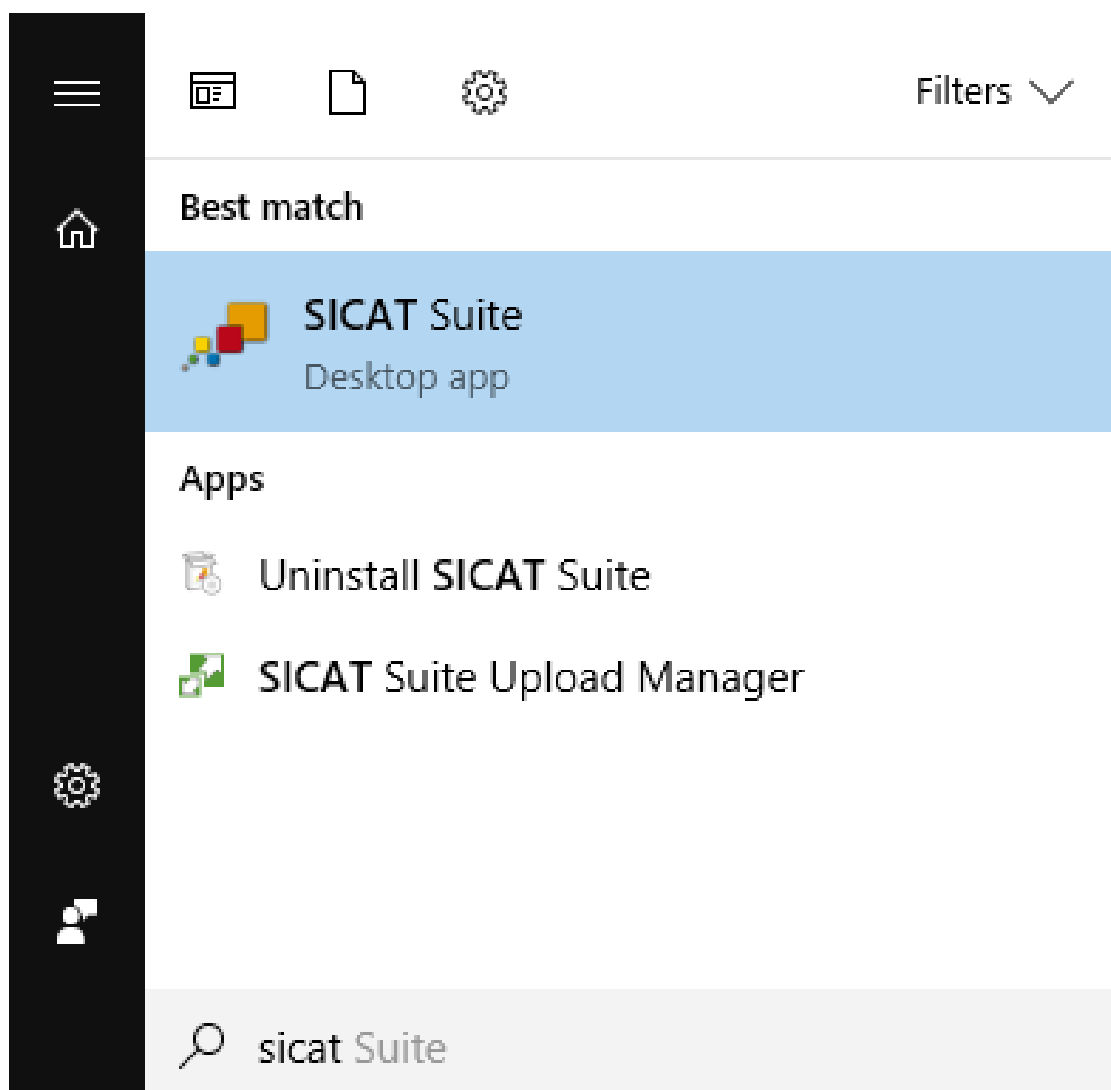 Filters
Best match
SICAT Suite
Desktop app
Apps
Uninstall SICAT Suite
SICAT Suite Upload Manager
sicat Suite